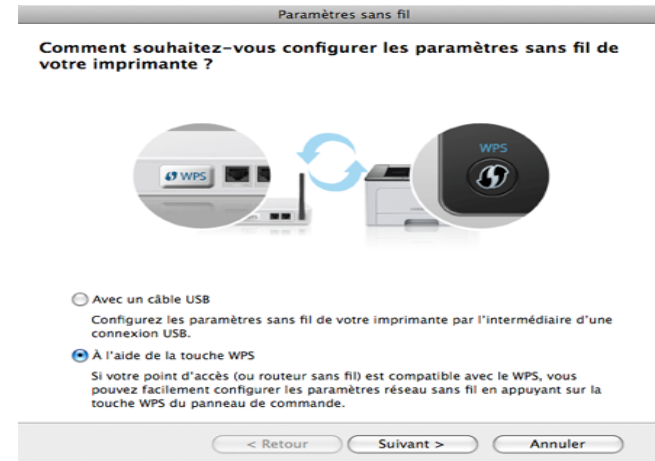 Paramètres sans fil
Comment souhaitez-vous configurer les paramètres sans fil de
votre imprimante ?
WPS
WPS
Avec un câble USB
Configurez les paramètres sans fil de votre imprimante par l'intermédiaire d'une
connexion USB.
À l'aide de la touche WPS
Si votre point d'accès (ou routeur sans fil) est compatible avec le WPS, vous
pouvez facilement configurer les paramètres réseau sans fil en appuyant sur la
touche WPS du panneau de commande.
< Retour
Suivant >
Annuler